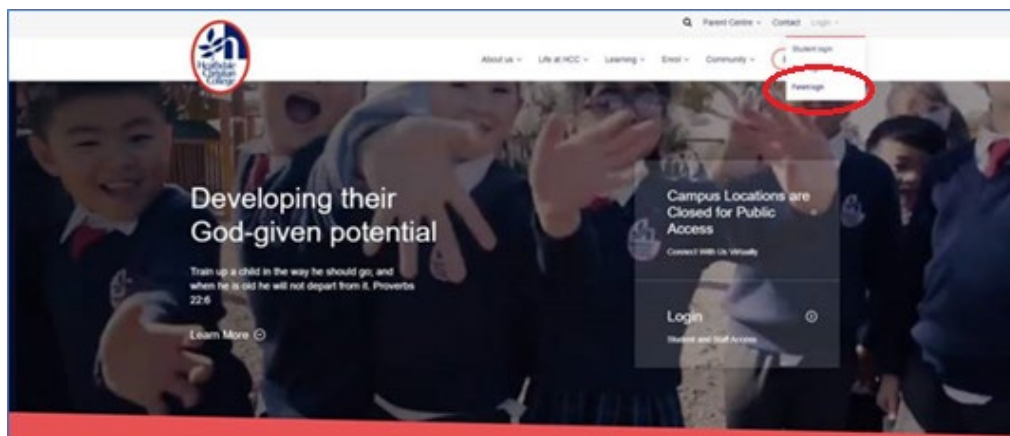 Parent Centre
Contact
Login
Heathdale
Christian
College
About us
Life at HCC
Learning
Enrol
Community
Student login
Parent login
Developing their
God-given potential
Train up a child in the way he should go; and
when he is old he will not depart from it. Proverbs
22:6
Learn More
Campus Locations are
Closed for Public
Access
Connect With Us Virtually
Login
Student and Staff Access